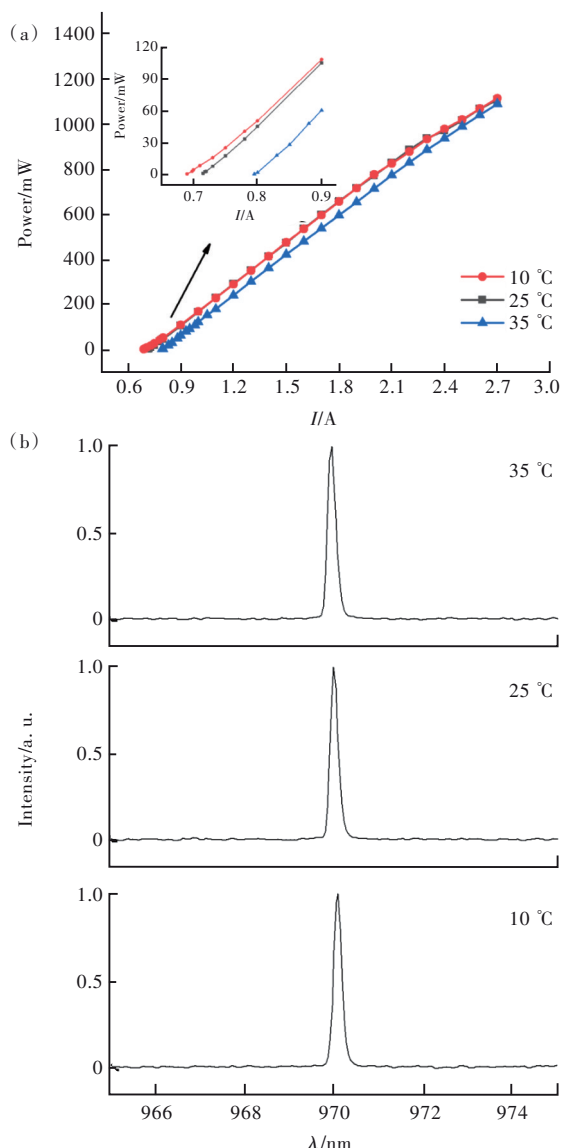 (a)
1400
1200
1000
800
600
400
200
0
Power/mW
120
90
60
30
0
Power/mW
0.7 0.8 0.9
I/A
10 ℃
25 ℃
35 ℃
0.6 0.9 1.2 1.5 1.8 2.1 2.4 2.7 3.0
I/A
(b)
1.0
0.5
0
35 ℃
1.0
0.5
0
25 ℃
Intensity/a. u.
1.0
0.5
0
10 ℃
966 968 970 972 974
λ/nm